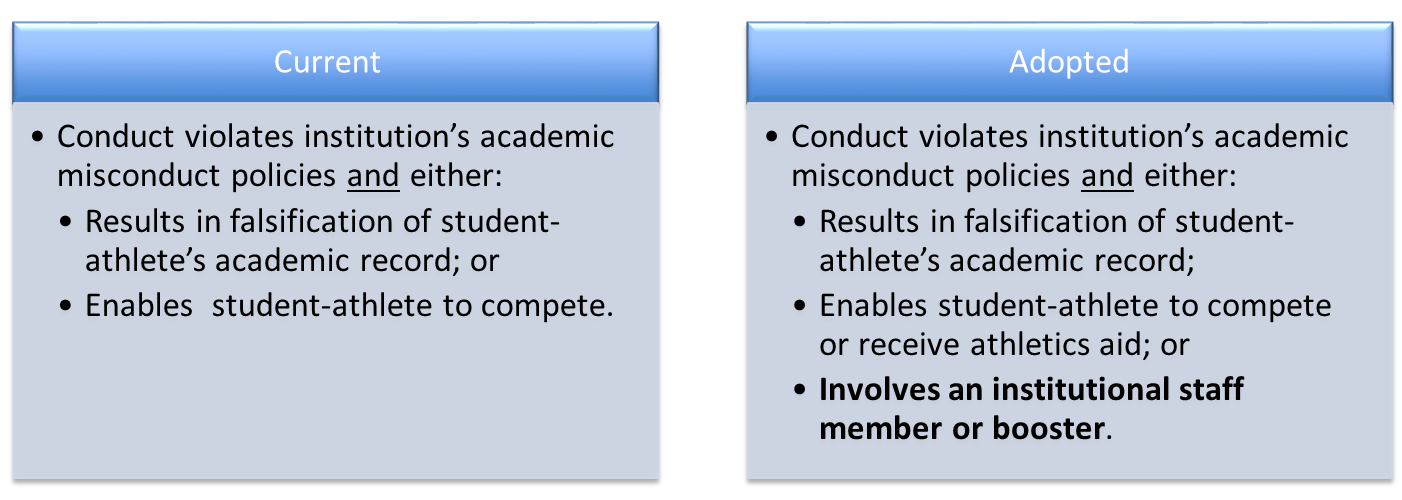 Current
• Conduct violates institution’s academic
misconduct policies and either:
• Results in falsification of student-
athlete’s academic record; or
• Enables  student-athlete to compete.
Adopted
• Conduct violates institution’s academic
misconduct policies and either:
• Results in falsification of student-
athlete’s academic record;
• Enables student-athlete to compete
or receive athletics aid; or
• Involves an institutional staff
member or booster.